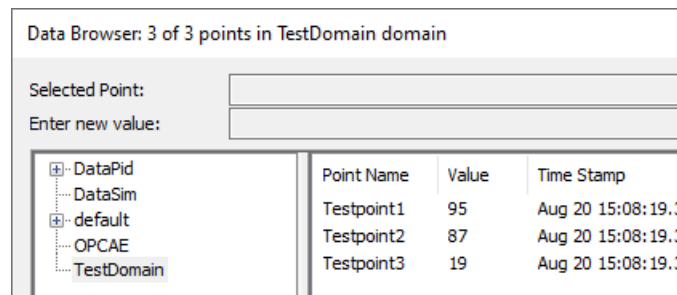 Data Browser: 3 of 3 points in TestDomain domain
Selected Point:
Enter new value:
DataPid
DataSim
default
OPCAE
TestDomain
Point Name Value Time Stamp
Testpoint1 95 Aug 20 15:08:19.
Testpoint2 87 Aug 20 15:08:19.
Testpoint3 19 Aug 20 15:08:19.